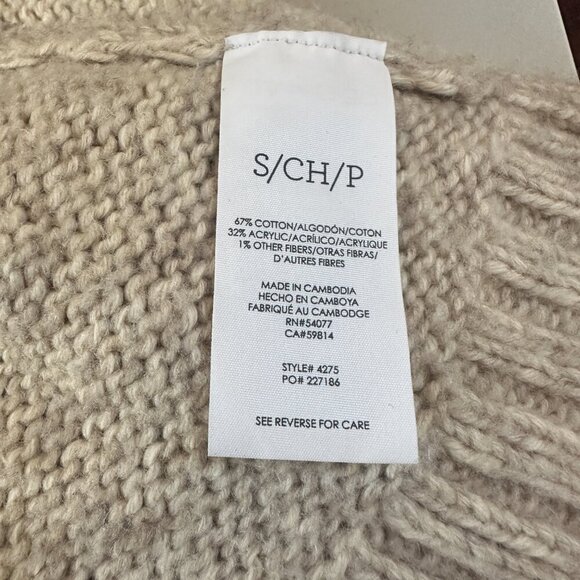 S/CH/P
67% COTTON/ALGODÓN/COTON
32% ACRYLIC/ACRÍLICO/ACRYLIQUE
1% OTHER FIBERS/OTRAS FIBRAS/
D'AUTRES FIBRES
MADE IN CAMBODIA
HECHO EN CAMBOYA
FABRIQUÉ AU CAMBODGE
RN#54077
CA#59814
STYLE# 4275
PO# 227186
SEE REVERSE FOR CARE